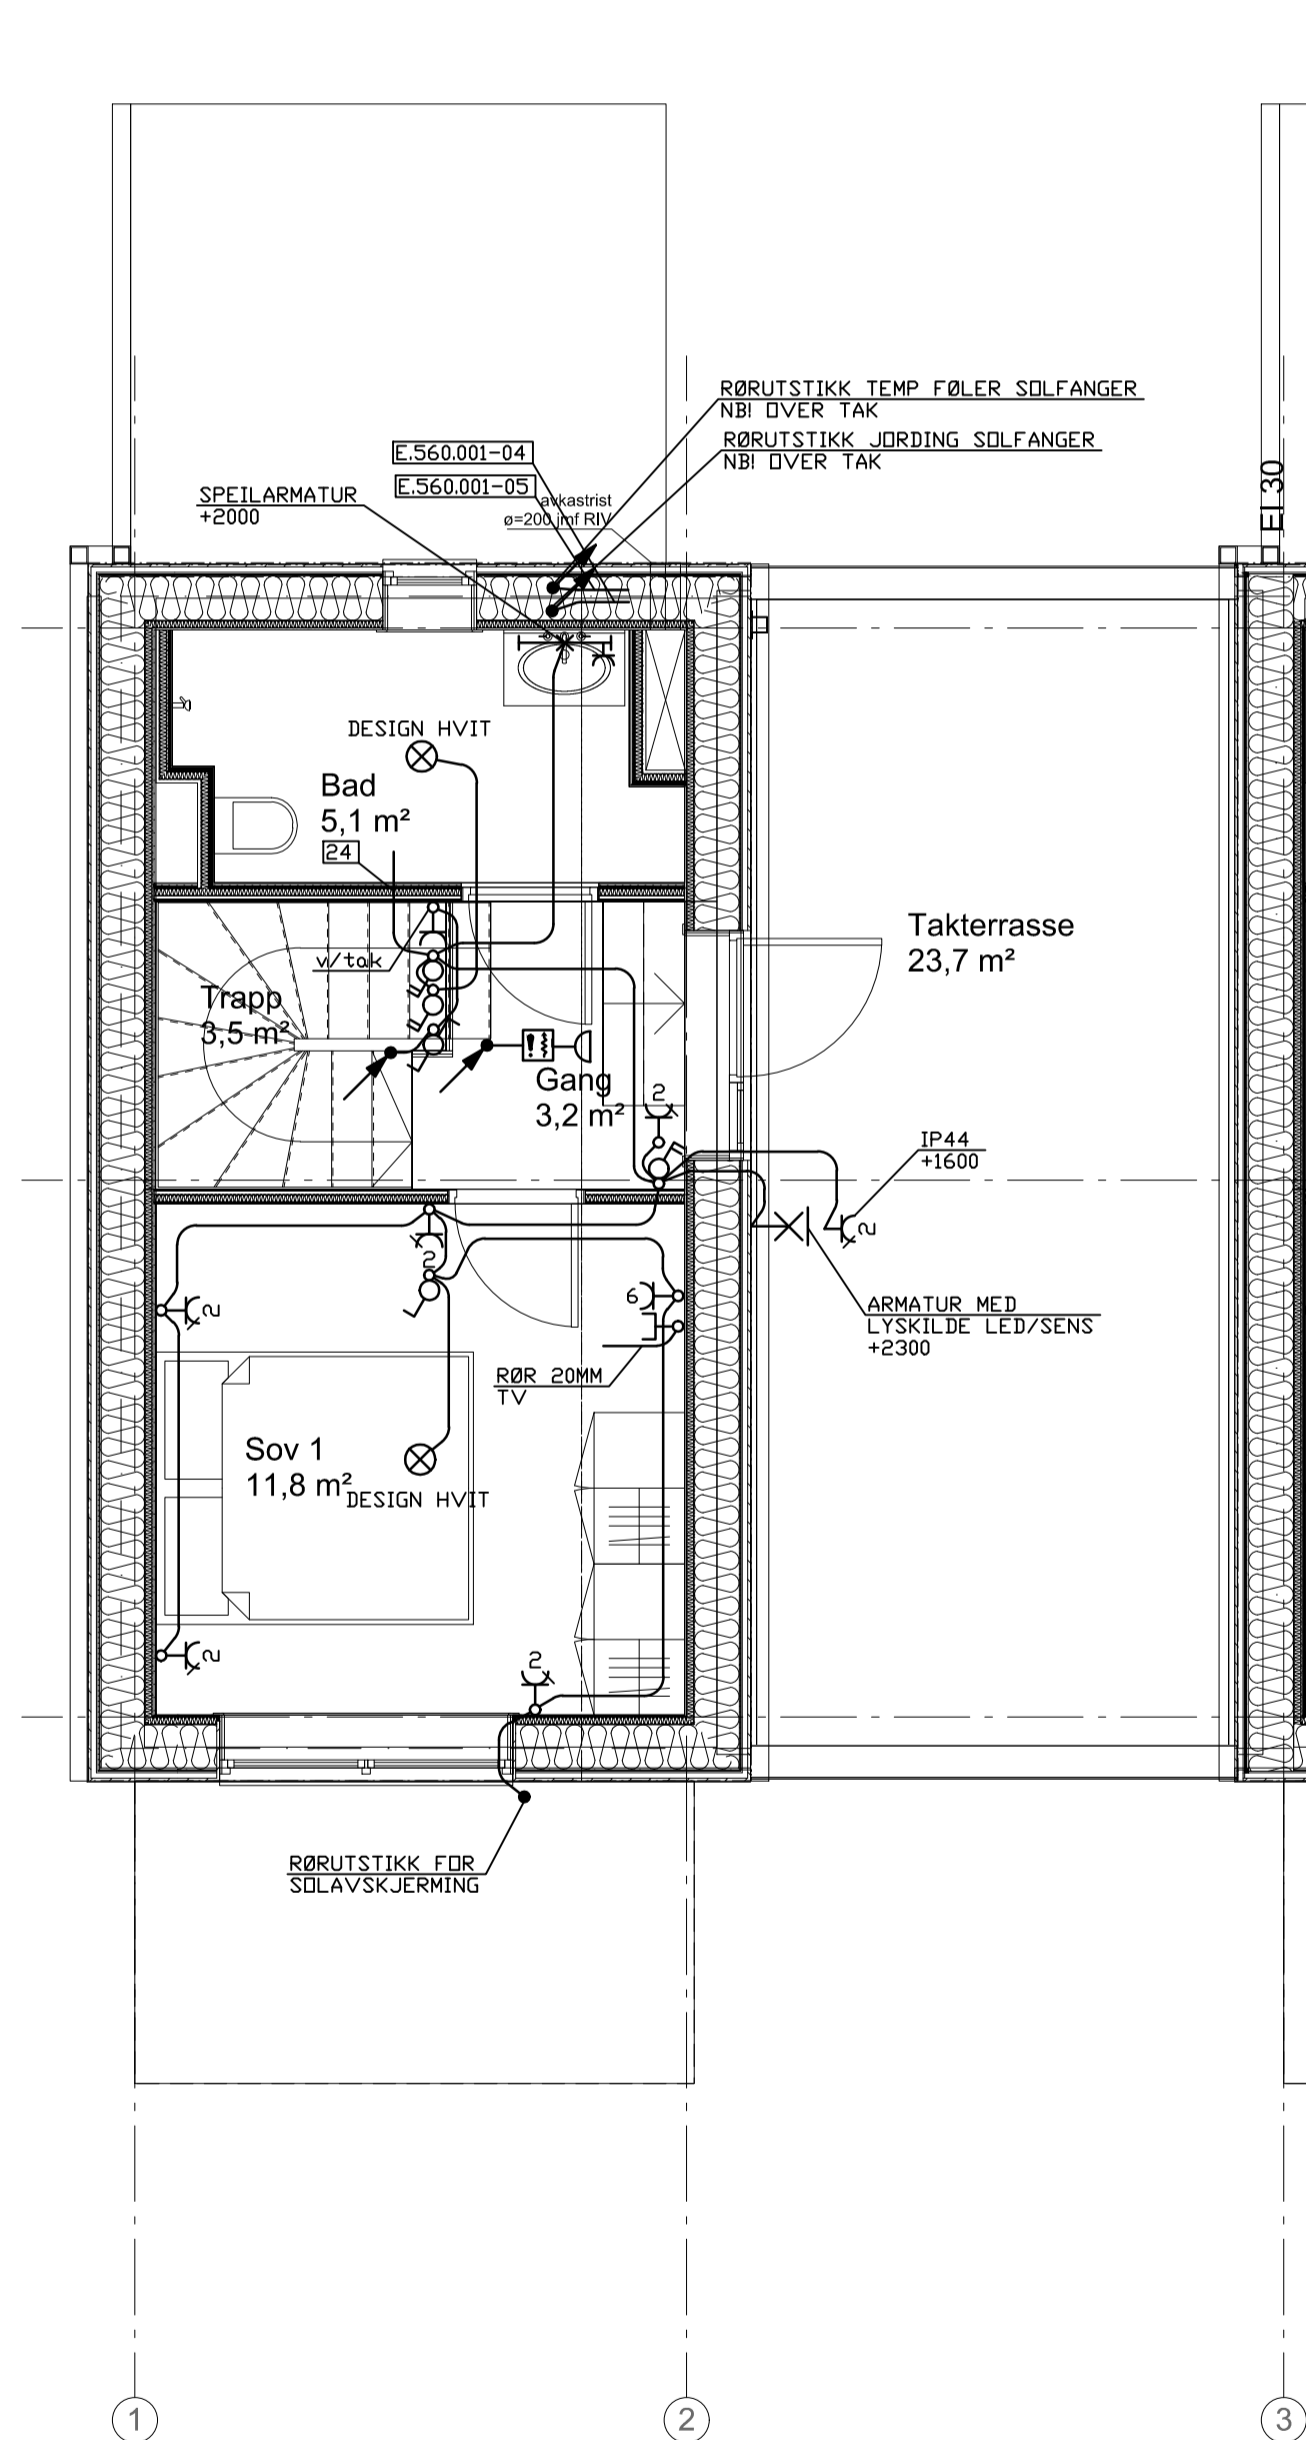 RØRUTSTIKK TEMP FØLER SOLFANGER
NB! OVER TAK
RØRUTSTIKK JORDING SOLFANGER
NB! OVER TAK
E.560.001-04
E.560.001-05
avkastrist
ø=200 jmf RIV
SPEILARMATUR
+2000
EI 30
DESIGN HVIT
Bad
5,1 m²
24
v/tak
Trapp
3,5 m²
Takterrasse
23,7 m²
Gang
3,2 m²
2
IP44
+1600
2
2
2
6
ARMATUR MED
LYSKILDE LED/SENS
+2300
RØR 20MM
TV
Sov 1
11,8 m²
DESIGN HVIT
2
2
RØRUTSTIKK FOR
SOLAVSKJERMING
1
2
3